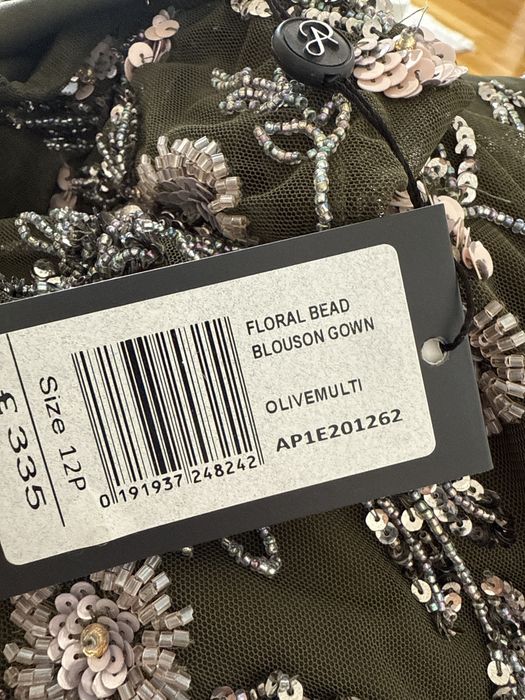 FLORAL BEAD
BLOUSON GOWN
OLIVEMULTI
AP1E201262
0 191937 248242
Size 12P
£335